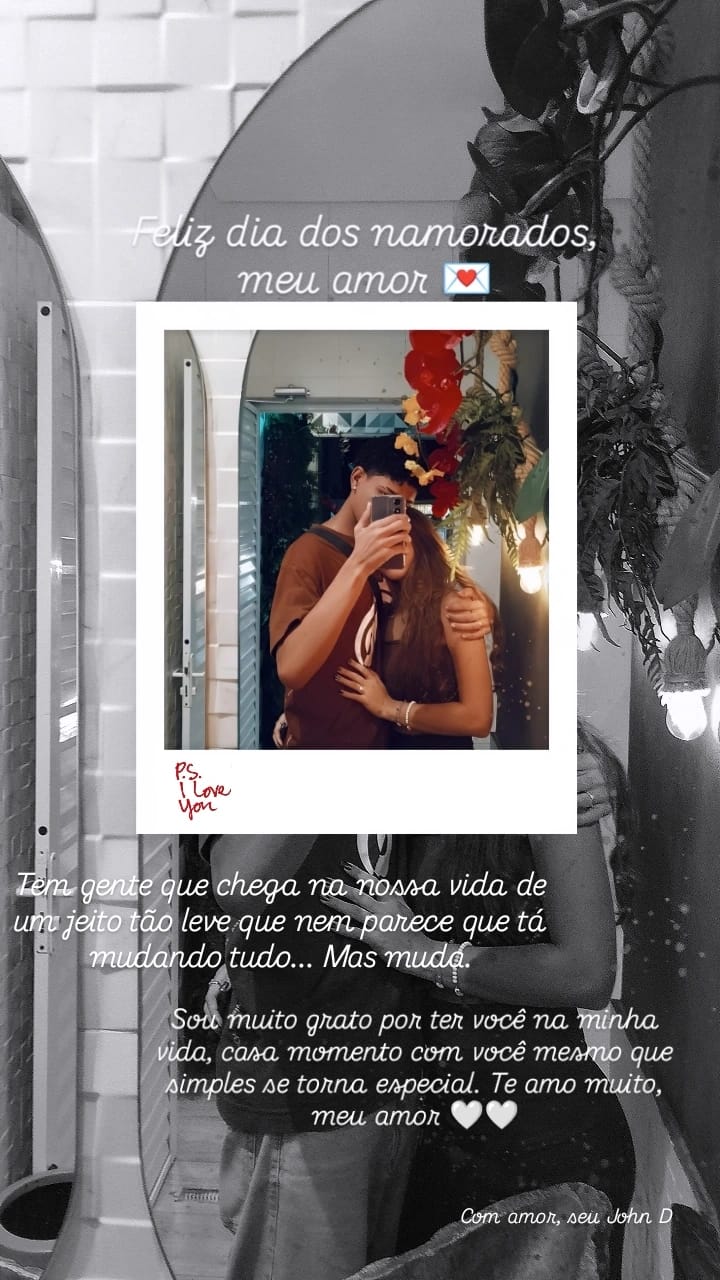 Feliz dia dos namorados,
meu amor 💌
P.S.
I Love
You
Tem gente que chega na nossa vida de
um jeito tão leve que nem parece que tá
mudando tudo... Mas muda.
Sou muito grato por ter você na minha
vida, casa momento com você mesmo que
simples se torna especial. Te amo muito,
meu amor 🤍🤍
Com amor, seu John D